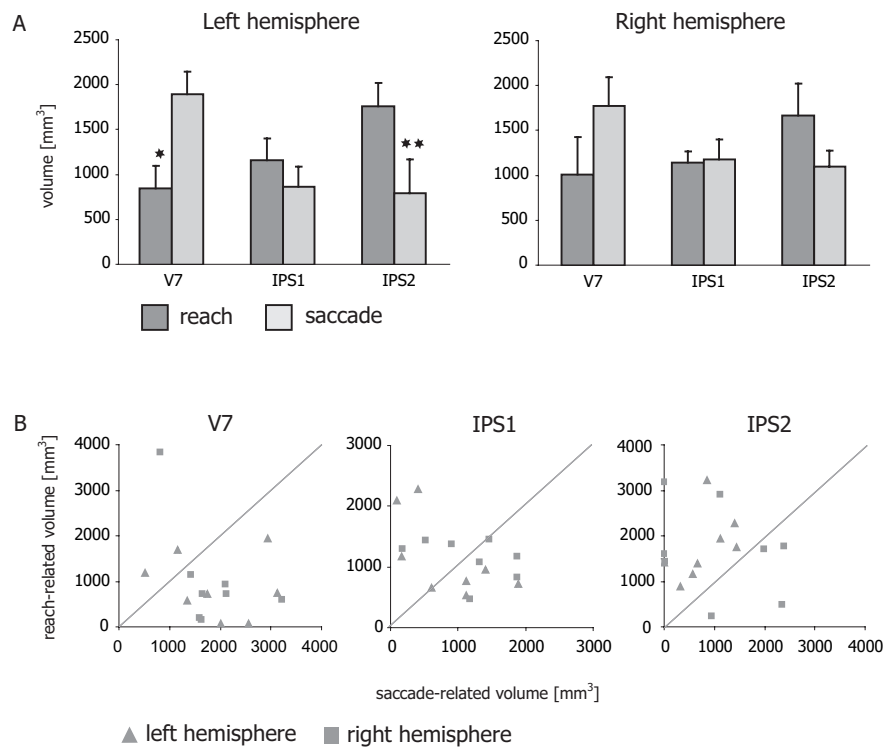 A
Left hemisphere
Right hemisphere
volume [mm³]
2500
2000
1500
1000
500
0
V7
IPS1
IPS2
2500
2000
1500
1000
500
0
V7
IPS1
IPS2
reach
saccade
B
V7
IPS1
IPS2
reach-related volume [mm³]
4000
3000
2000
1000
0
0 1000 2000 3000 4000
3000
2000
1000
0
0 1000 2000 3000
4000
3000
2000
1000
0
0 1000 2000 3000 4000
saccade-related volume [mm³]
left hemisphere
right hemisphere